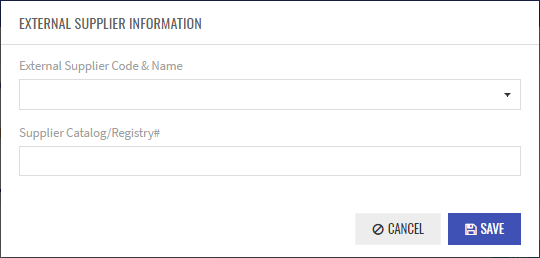 EXTERNAL SUPPLIER INFORMATION
External Supplier Code & Name
Supplier Catalog/Registry#
CANCEL SAVE